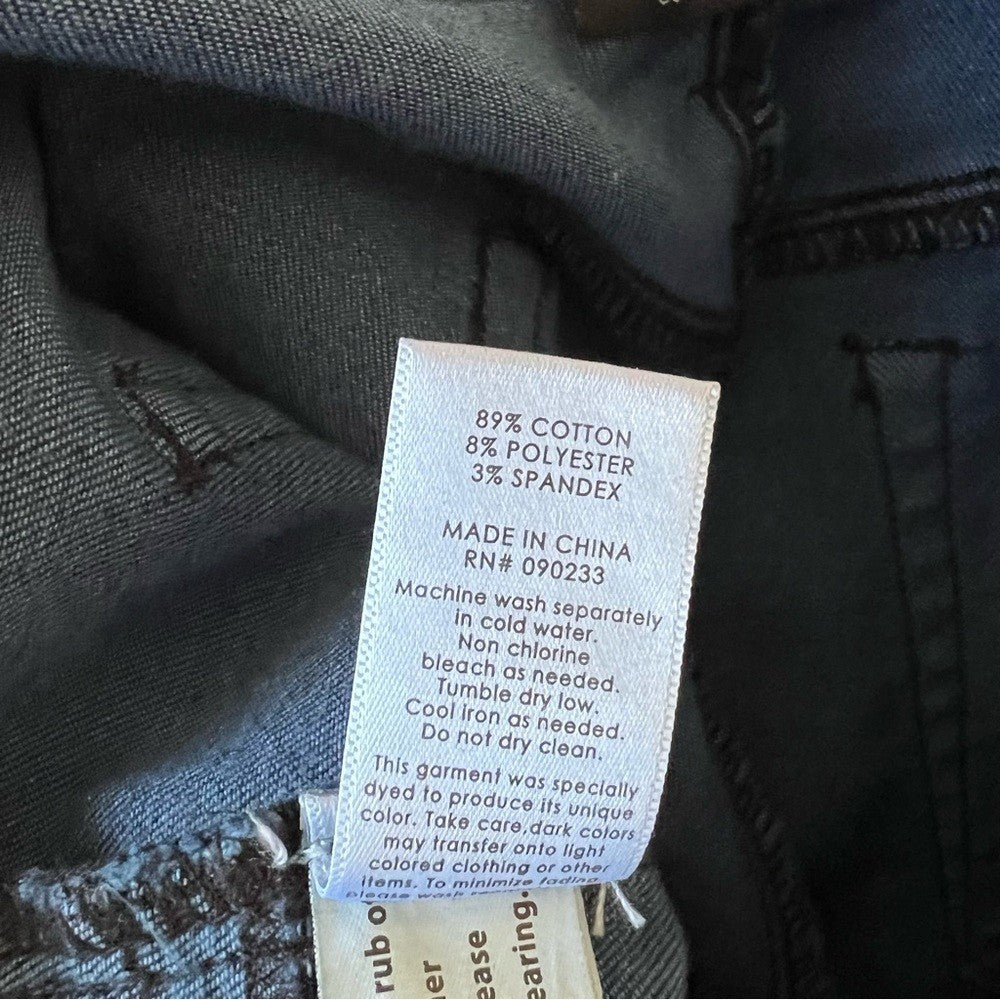 89% COTTON
8% POLYESTER
3% SPANDEX
MADE IN CHINA
RN# 090233
Machine wash separately
in cold water.
Non chlorine
bleach as needed.
Tumble dry low.
Cool iron as needed.
Do not dry clean.
This garment was specially
dyed to produce its unique
color. Take care,dark colors
may transfer onto light
colored clothing or other
items. To minimize fading
please wash
rub